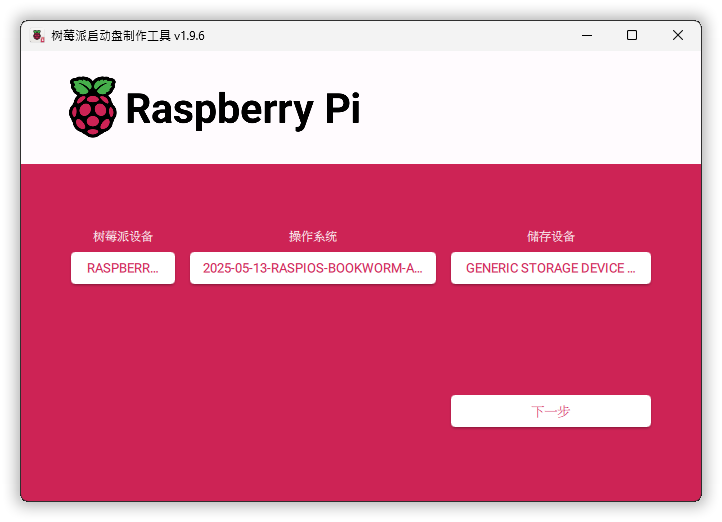 树莓派启动盘制作工具 v1.9.6
Raspberry Pi
树莓派设备 操作系统 储存设备
RASPBERR... 2025-05-13-RASPIOS-BOOKWORM-A... GENERIC STORAGE DEVICE ...
下一步